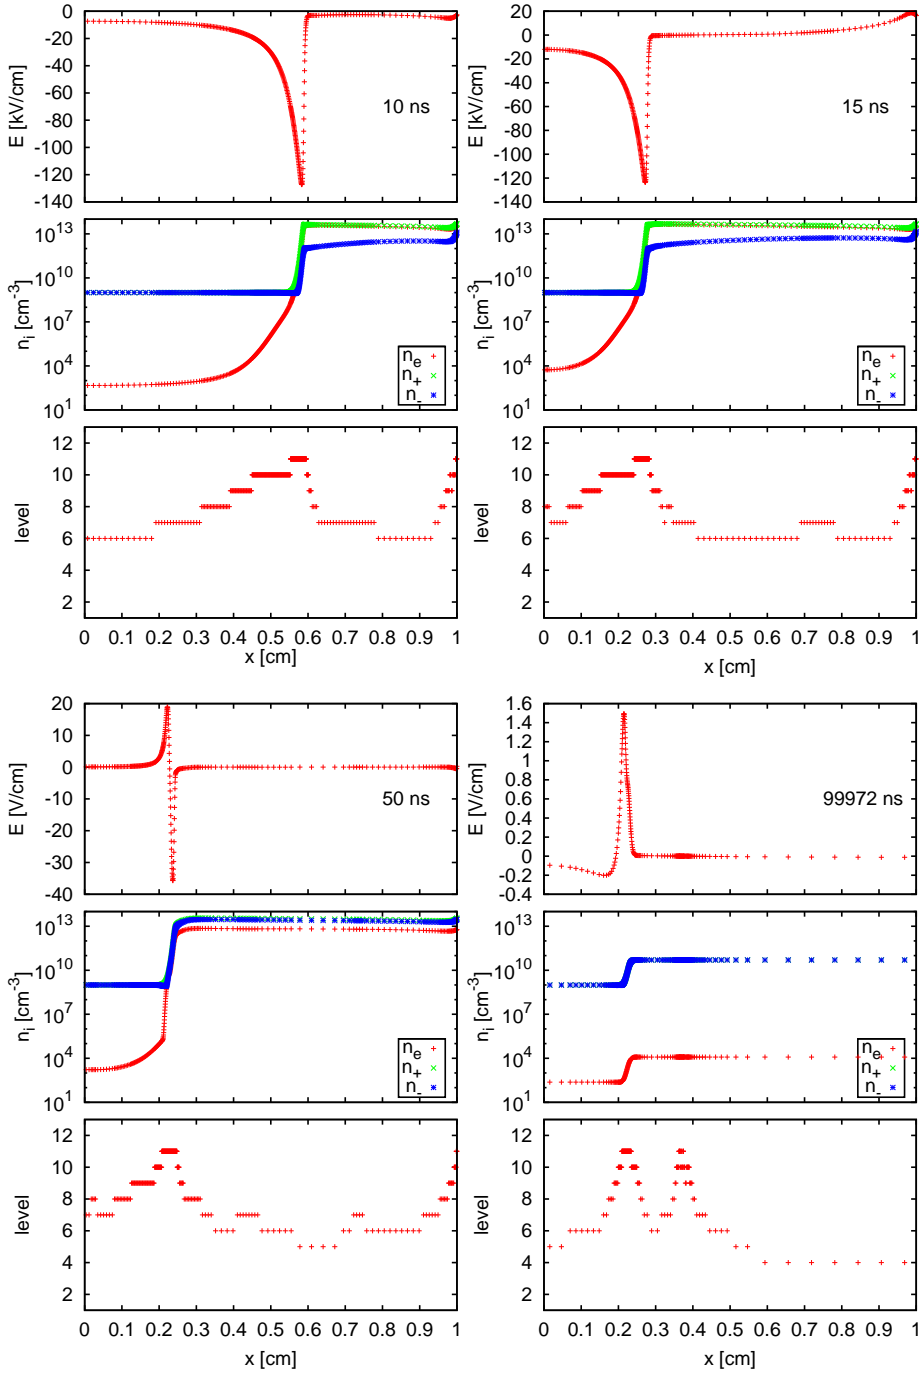 0
-20
-40
-60
-80
-100
-120
-140
E [kV/cm]
10 ns
20
0
-20
-40
-60
-80
-100
-120
-140
E [kV/cm]
15 ns
10^13
10^10
10^7
10^4
10^1
n_i [cm^-3]
n_e
n_+
n_-
10^13
10^10
10^7
10^4
10^1
n_i [cm^-3]
n_e
n_+
n_-
12
10
8
6
4
2
level
0 0.1 0.2 0.3 0.4 0.5 0.6 0.7 0.8 0.9 1
x [cm]
12
10
8
6
4
2
level
0 0.1 0.2 0.3 0.4 0.5 0.6 0.7 0.8 0.9 1
x [cm]
20
10
0
-10
-20
-30
-40
E [V/cm]
50 ns
1.6
1.4
1.2
1
0.8
0.6
0.4
0.2
0
-0.2
-0.4
E [V/cm]
99972 ns
10^13
10^10
10^7
10^4
10^1
n_i [cm^-3]
n_e
n_+
n_-
10^13
10^10
10^7
10^4
10^1
n_i [cm^-3]
n_e
n_+
n_-
12
10
8
6
4
2
level
0 0.1 0.2 0.3 0.4 0.5 0.6 0.7 0.8 0.9 1
x [cm]
12
10
8
6
4
2
level
0 0.1 0.2 0.3 0.4 0.5 0.6 0.7 0.8 0.9 1
x [cm]